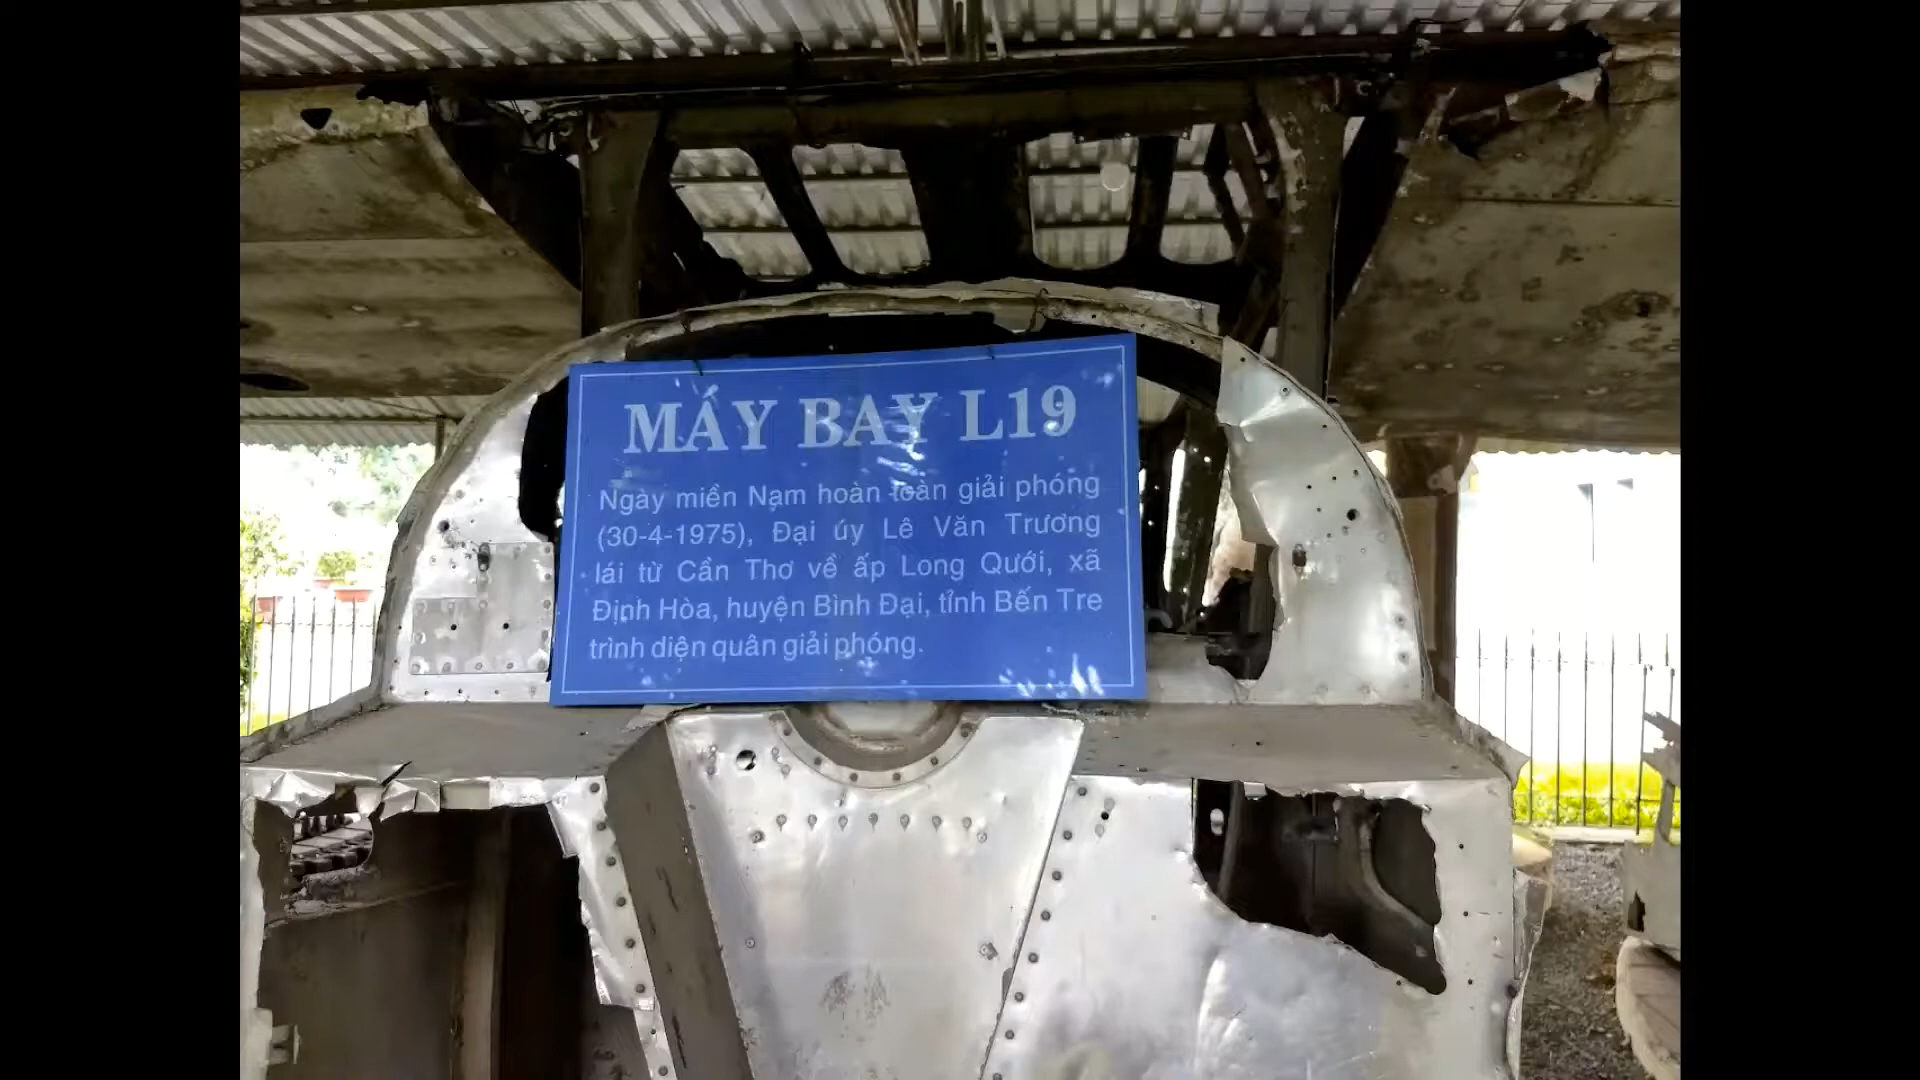 MÁY BAY L19
Ngày miền Nam hoàn toàn giải phóng
(30-4-1975), Đại úy Lê Văn Trương
lái từ Cần Thơ về ấp Long Qưới, xã
Định Hòa, huyện Bình Đại, tỉnh Bến Tre
trình diện quân giải phóng.